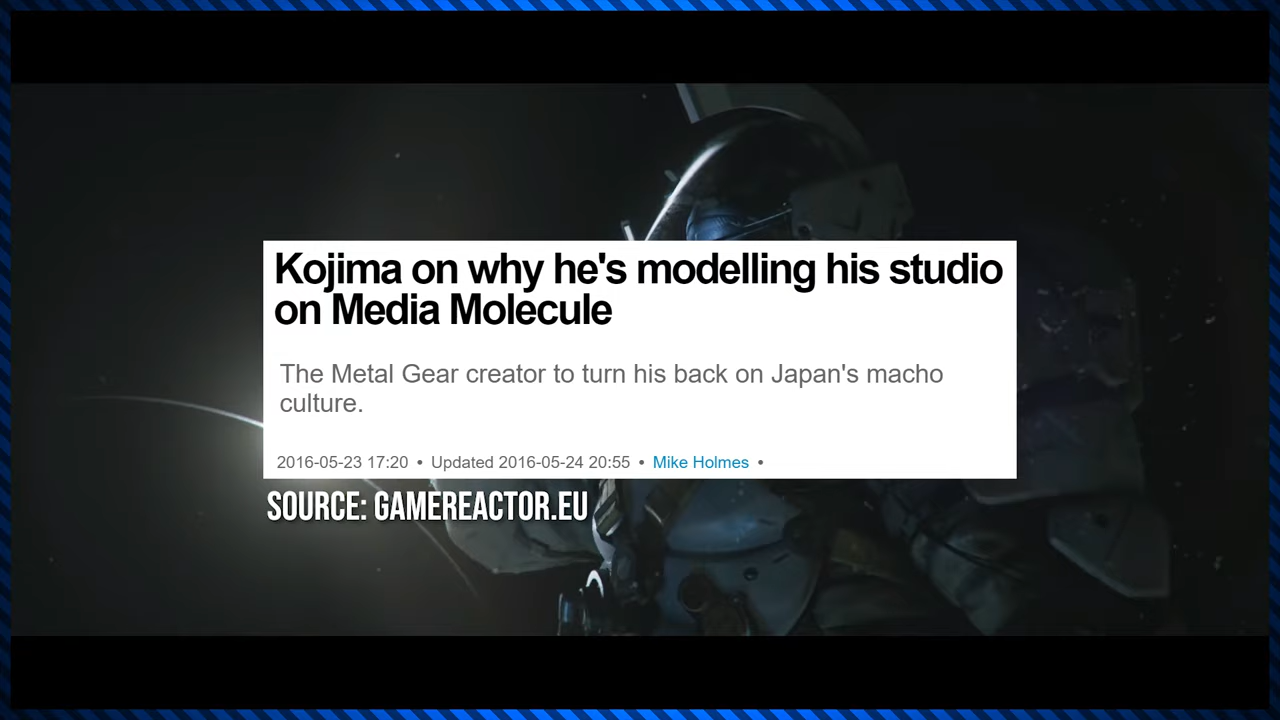 Kojima on why he's modelling his studio
on Media Molecule
The Metal Gear creator to turn his back on Japan's macho
culture.
2016-05-23 17:20 • Updated 2016-05-24 20:55 • Mike Holmes •
SOURCE: GAMEREACTOR.EU